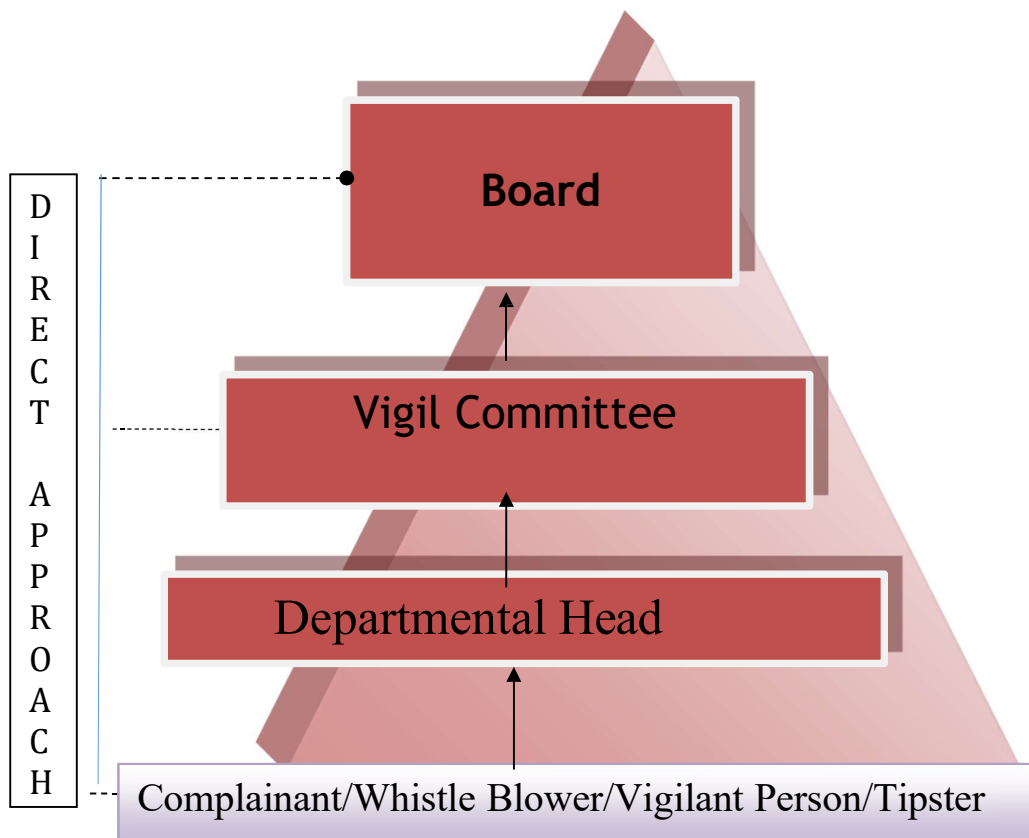 Board
DIRECT APPROACH
Vigil Committee
Departmental Head
Complainant/Whistle Blower/Vigilant Person/Tipster